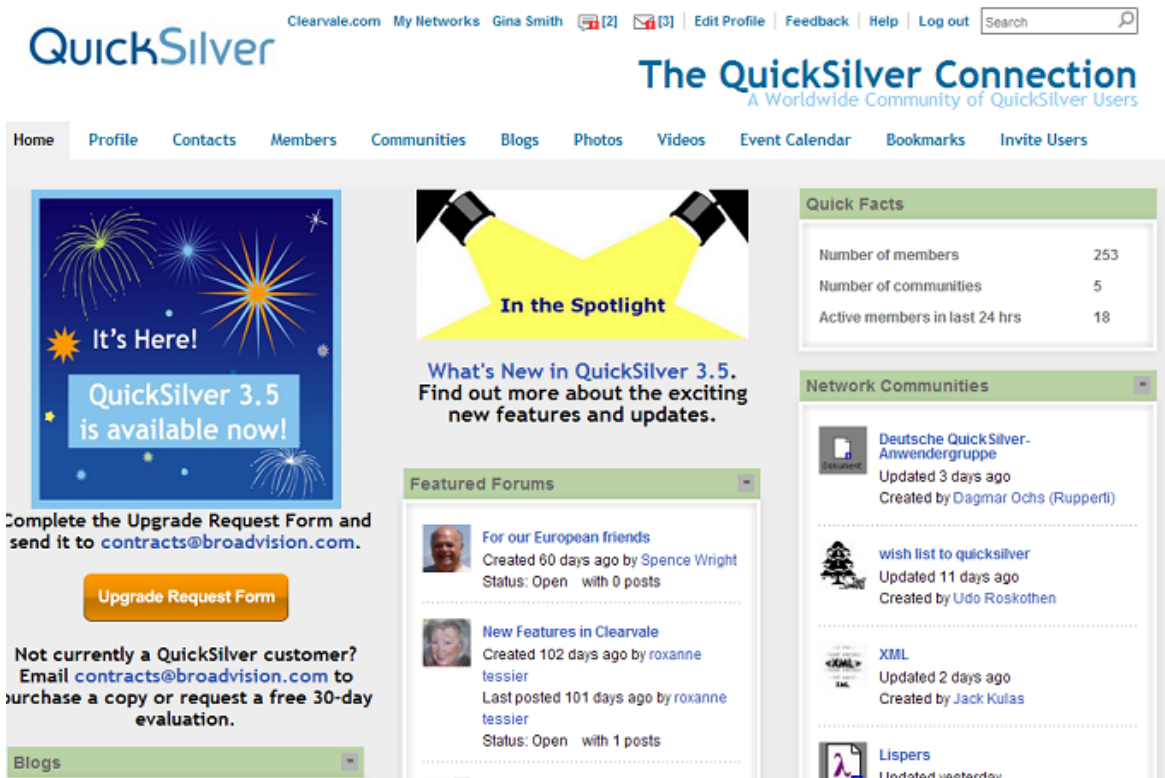 QuickSilver
Clearvale.com My Networks Gina Smith [2] [3] Edit Profile Feedback Help Log out Search
The QuickSilver Connection
A Worldwide Community of QuickSilver Users
Home Profile Contacts Members Communities Blogs Photos Videos Event Calendar Bookmarks Invite Users
It's Here!
QuickSilver 3.5
is available now!
Complete the Upgrade Request Form and
send it to contracts@broadvision.com.
Upgrade Request Form
Not currently a QuickSilver customer?
Email contracts@broadvision.com to
purchase a copy or request a free 30-day
evaluation.
Blogs
In the Spotlight
What's New in QuickSilver 3.5.
Find out more about the exciting
new features and updates.
Featured Forums
For our European friends
Created 60 days ago by Spence Wright
Status: Open with 0 posts
New Features in Clearvale
Created 102 days ago by roxanne
tessier
Last posted 101 days ago by roxanne
tessier
Status: Open with 1 posts
Quick Facts
Number of members 253
Number of communities 5
Active members in last 24 hrs 18
Network Communities
Dokument
Deutsche QuickSilver-
Anwendergruppe
Updated 3 days ago
Created by Dagmar Ochs (Rupperti)
wish list to quicksilver
Updated 11 days ago
Created by Udo Roskothen
<XML>
XML
XML
Updated 2 days ago
Created by Jack Kulas
λ
Lispers
Updated yesterday